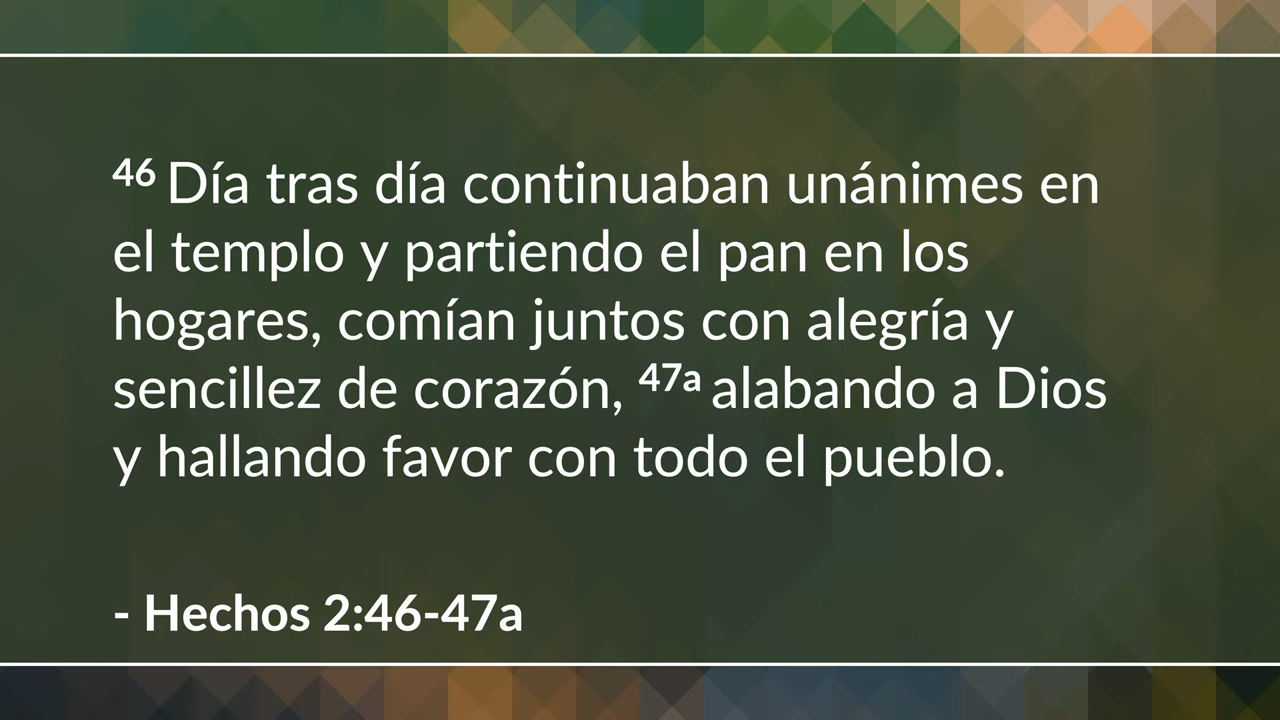 46 Día tras día continuaban unánimes en
el templo y partiendo el pan en los
hogares, comían juntos con alegría y
sencillez de corazón, 47a alabando a Dios
y hallando favor con todo el pueblo.
- Hechos 2:46-47a